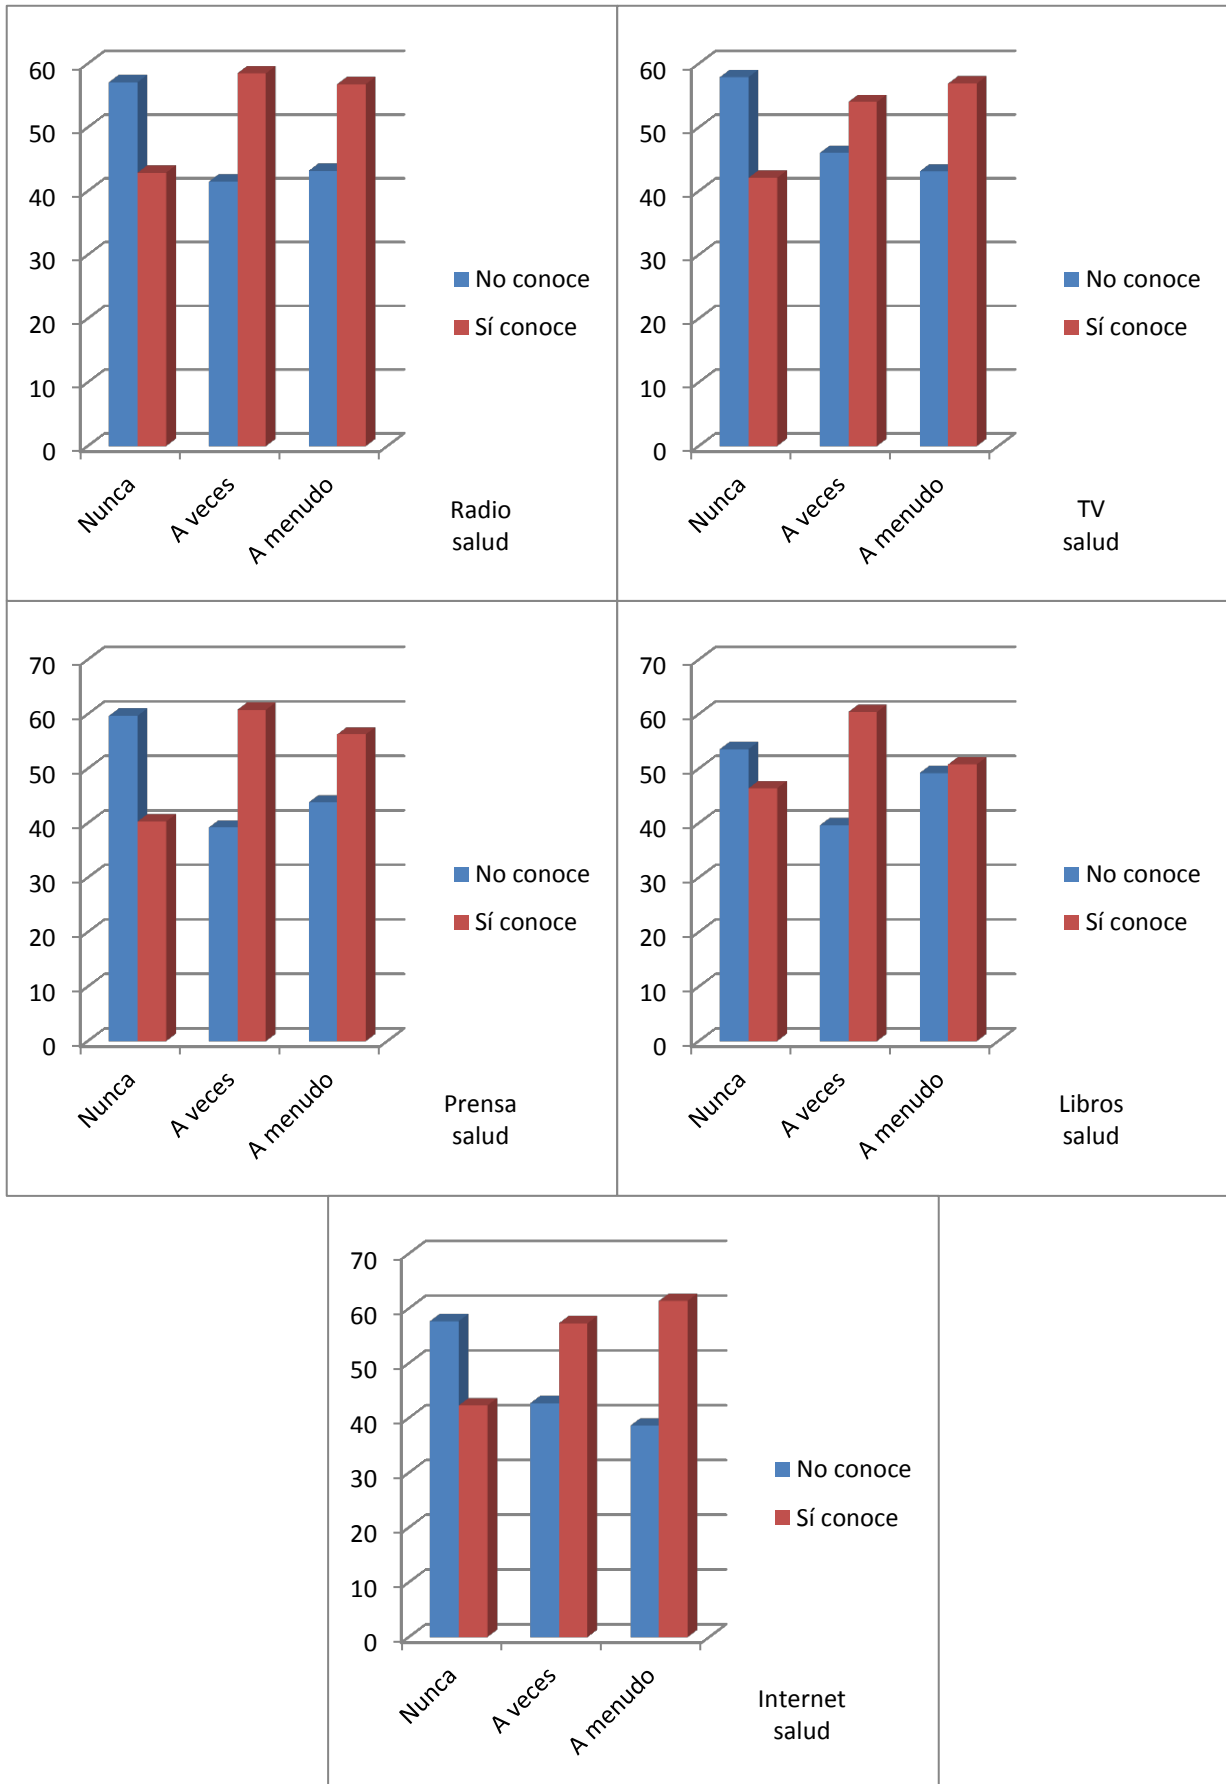 60
50
40
30
20
10
0
Nunca
A veces
A menudo
No conoce
Sí conoce
Radio
salud
60
50
40
30
20
10
0
Nunca
A veces
A menudo
No conoce
Sí conoce
TV
salud
70
60
50
40
30
20
10
0
Nunca
A veces
A menudo
No conoce
Sí conoce
Prensa
salud
70
60
50
40
30
20
10
0
Nunca
A veces
A menudo
No conoce
Sí conoce
Libros
salud
70
60
50
40
30
20
10
0
Nunca
A veces
A menudo
No conoce
Sí conoce
Internet
salud